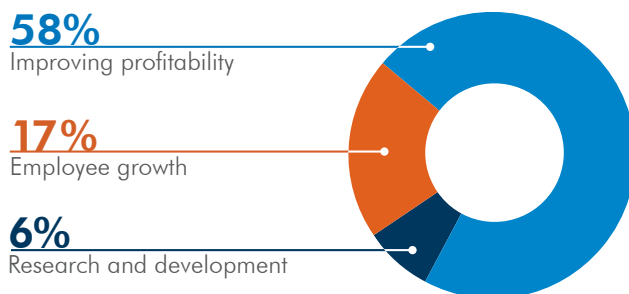 58%
Improving profitability
17%
Employee growth
6%
Research and development